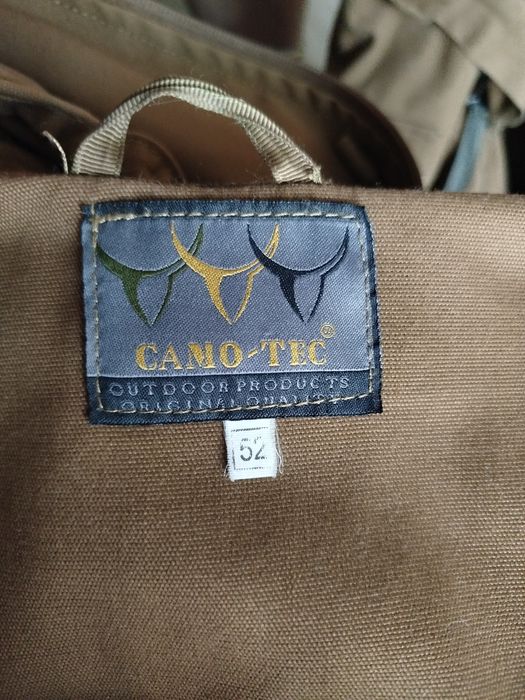 CAMO-TEC®
OUTDOOR PRODUCTS
ORIGINAL QUALITY
52